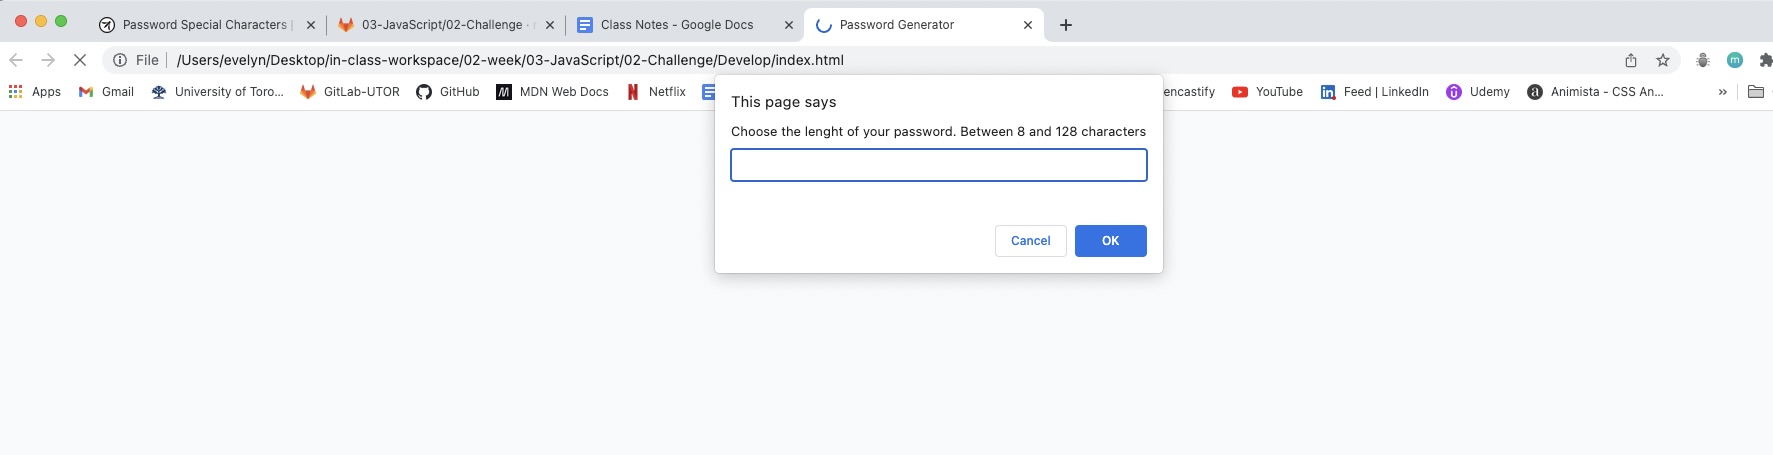 Password Special Characters | 03-JavaScript/02-Challenge · Class Notes - Google Docs Password Generator
File /Users/evelyn/Desktop/in-class-workspace/02-week/03-JavaScript/02-Challenge/Develop/index.html m
Apps Gmail University of Toro... GitLab-UTOR GitHub M MDN Web Docs Netflix encastify YouTube in Feed | LinkedIn Udemy a Animista - CSS An... »
This page says
Choose the lenght of your password. Between 8 and 128 characters
Cancel OK